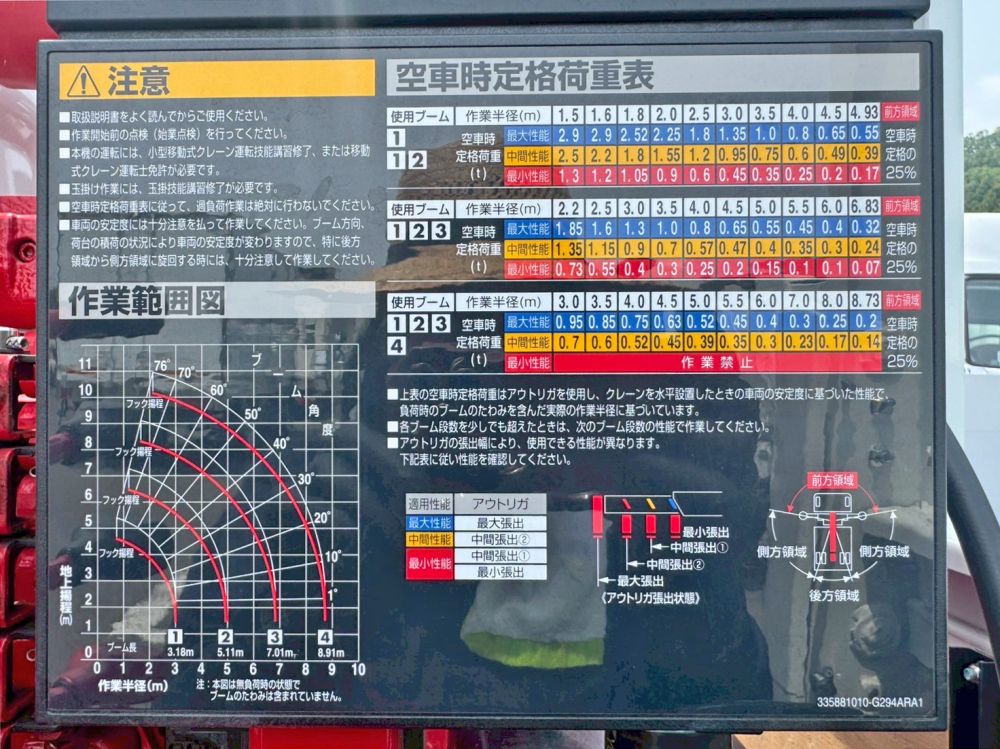 注意
■取扱説明書をよく読んでからご使用ください。
■作業開始前の点検（始業点検）を行ってください。
■本機の運転には、小型移動式クレーン運転技能講習修了、または移動
式クレーン運転士免許が必要です。
■玉掛け作業には、玉掛技能講習修了が必要です。
■空車時定格荷重表に従って、過負荷作業は絶対に行わないでください。
■車両の安定度には十分注意を払って作業してください。ブーム方向、
荷台の積荷の状況により車両の安定度が変わりますので、特に後方
領域から側方領域に旋回する時には、十分注意して作業してください。
作業範囲図
76° 70° 60° 50° 40° 30° 20° 10° 1°
ブーム角度
フック揚程
フック揚程
フック揚程
フック揚程
地上揚程(m)
11
10
9
8
7
6
5
4
3
2
1
0
1 2 3 4
ブーム長 3.18m 5.11m 7.01m 8.91m
0 1 2 3 4 5 6 7 8 9 10
作業半径(m)
注：本図は無負荷時の状態で
ブームのたわみは含まれていません。
空車時定格荷重表
使用ブーム 作業半径(m) 1.5 1.6 1.8 2.0 2.5 3.0 3.5 4.0 4.5 4.93 前方領域
1 空車時 最大性能 2.9 2.9 2.52 2.25 1.8 1.35 1.0 0.8 0.65 0.55 空車時
1 2 定格荷重 中間性能 2.5 2.2 1.8 1.55 1.2 0.95 0.75 0.6 0.49 0.39 定格の
(t) 最小性能 1.3 1.2 1.05 0.9 0.6 0.45 0.35 0.25 0.2 0.17 25%
使用ブーム 作業半径(m) 2.2 2.5 3.0 3.5 4.0 4.5 5.0 5.5 6.0 6.83 前方領域
1 2 3 空車時 最大性能 1.85 1.6 1.3 1.0 0.8 0.65 0.55 0.45 0.4 0.32 空車時
定格荷重 中間性能 1.35 1.15 0.9 0.7 0.57 0.47 0.4 0.35 0.3 0.24 定格の
(t) 最小性能 0.73 0.55 0.4 0.3 0.25 0.2 0.15 0.1 0.1 0.07 25%
使用ブーム 作業半径(m) 3.0 3.5 4.0 4.5 5.0 5.5 6.0 7.0 8.0 8.73 前方領域
1 2 3 空車時 最大性能 0.95 0.85 0.75 0.63 0.52 0.45 0.4 0.3 0.25 0.2 空車時
4 定格荷重 中間性能 0.7 0.6 0.52 0.45 0.39 0.35 0.3 0.23 0.17 0.14 定格の
(t) 最小性能 作業禁止 25%
■上表の空車時定格荷重はアウトリガを使用し、クレーンを水平設置したときの車両の安定度に基づいた性能で、
負荷時のブームのたわみを含んだ実際の作業半径に基づいています。
■各ブーム段数を少しでも超えたときは、次のブーム段数の性能で作業してください。
■アウトリガの張出幅により、使用できる性能が異なります。
下記表に従い性能を確認してください。
適用性能 アウトリガ
最大性能 最大張出
中間性能 中間張出②
最小性能 中間張出①
最小張出
最小張出
中間張出①
中間張出②
最大張出
《アウトリガ張出状態》
前方領域
側方領域 側方領域
後方領域
335881010-G294ARA1